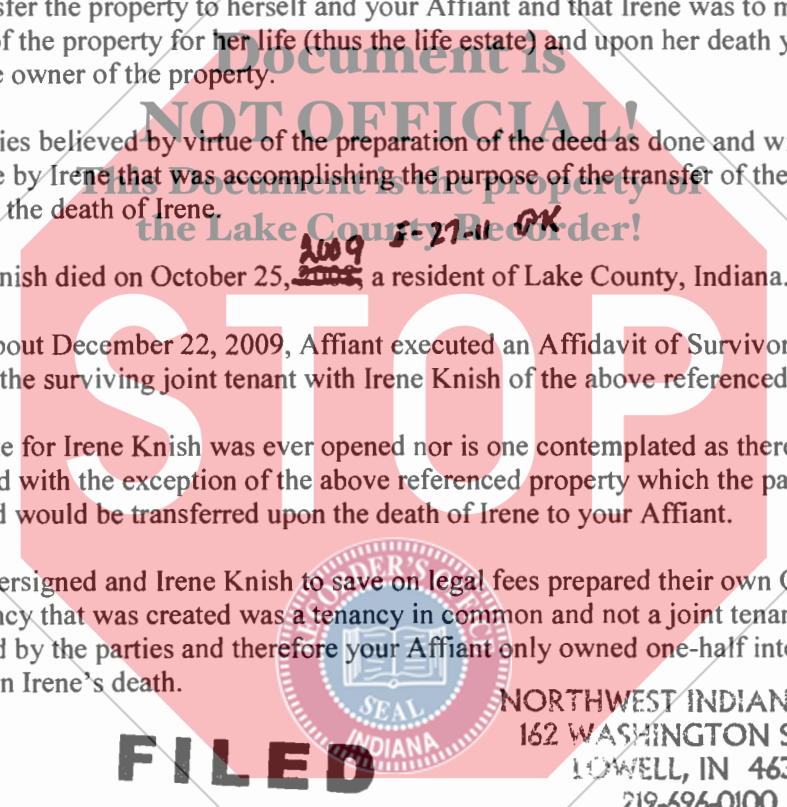 sfer the property to herself and your Affiant and that Irene was to m
of the property for her life (thus the life estate) and upon her death y
e owner of the property.
Document is
NOT OFFICIAL!
ies believed by virtue of the preparation of the deed as done and w
e by Irene that was accomplishing the purpose of the transfer of the
This Document is the property of
the death of Irene.
the Lake County Recorder!
2009 5-27-11
nish died on October 25, 2008, a resident of Lake County, Indiana.
bout December 22, 2009, Affiant executed an Affidavit of Survivor
the surviving joint tenant with Irene Knish of the above referenced
STOP
e for Irene Knish was ever opened nor is one contemplated as there
d with the exception of the above referenced property which the pa
d would be transferred upon the death of Irene to your Affiant.
ersigned and Irene Knish to save on legal fees prepared their own
ncy that was created was a tenancy in common and not a joint tenan
d by the parties and therefore your Affiant only owned one-half inte
n Irene's death.
RECORDER'S OFFICE
SEAL
INDIANA
NORTHWEST INDIAN
162 WASHINGTON S
LOWELL, IN 463
219-696-0100
FILED